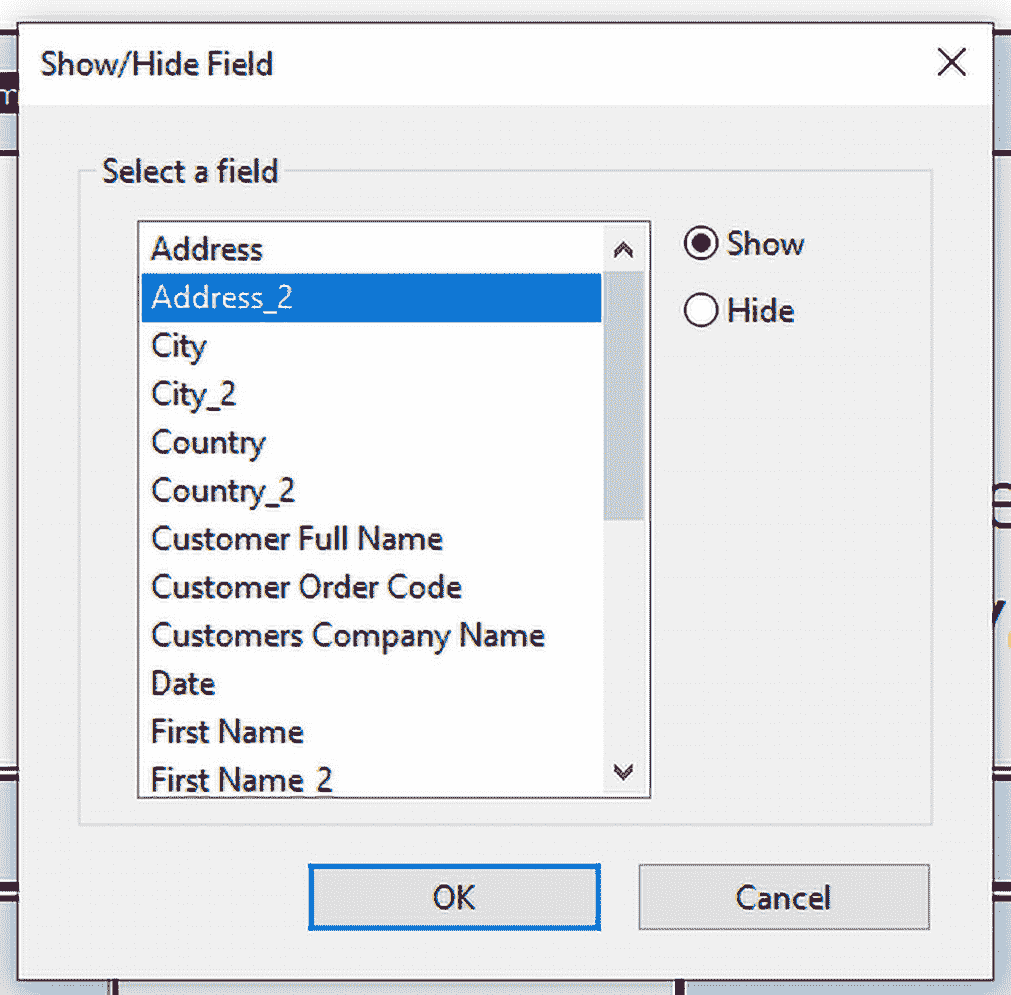 Show/Hide Field
Select a field
Address
Address_2
City
City_2
Country
Country_2
Customer Full Name
Customer Order Code
Customers Company Name
Date
First Name
First Name_2
Show
Hide
OK
Cancel